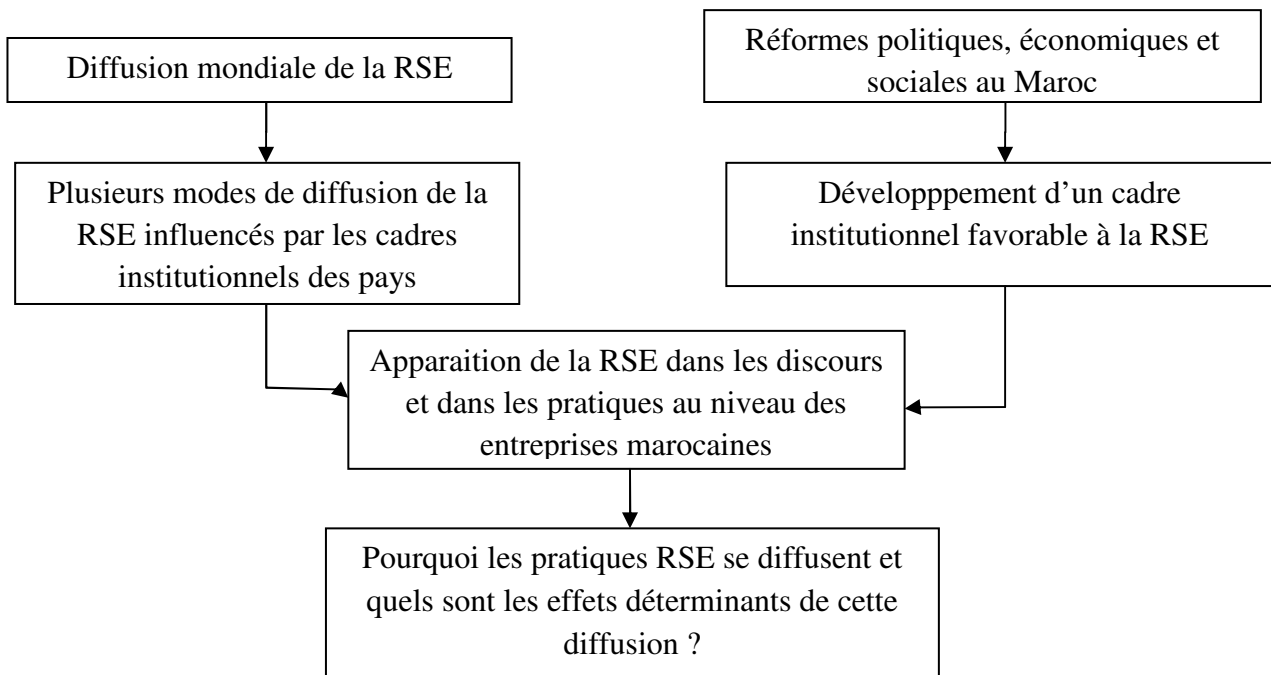 Diffusion mondiale de la RSE
Réformes politiques, économiques et
sociales au Maroc
Plusieurs modes de diffusion de la
RSE influencés par les cadres
institutionnels des pays
Développpement d’un cadre
institutionnel favorable à la RSE
Apparaition de la RSE dans les discours
et dans les pratiques au niveau des
entreprises marocaines
Pourquoi les pratiques RSE se diffusent et
quels sont les effets déterminants de cette
diffusion ?